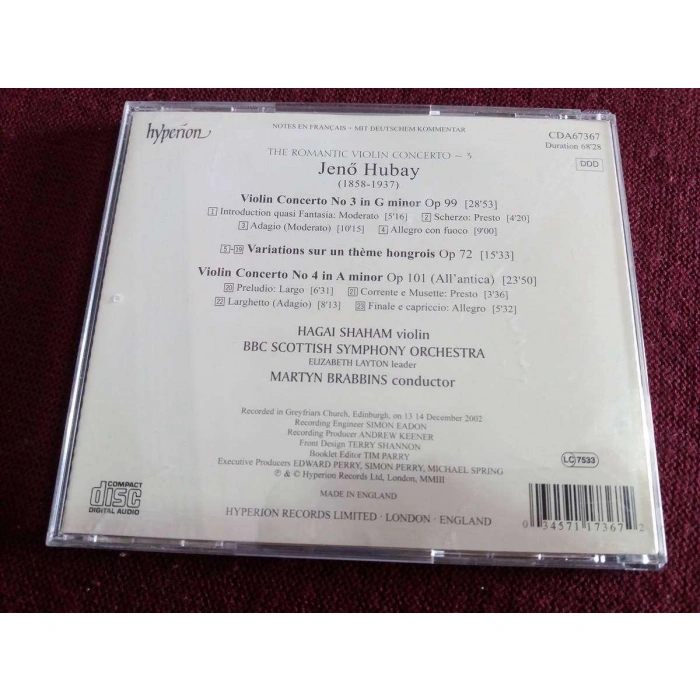 hyperion
NOTES EN FRANÇAIS + MIT DEUTSCHEM KOMMENTAR
CDA67367
Duration 68'28
DDD
THE ROMANTIC VIOLIN CONCERTO ~ 3
Jenő Hubay
(1858-1937)
Violin Concerto No 3 in G minor Op 99 [28'53]
1 Introduction quasi Fantasia: Moderato [5'16] 2 Scherzo: Presto [4'20]
3 Adagio (Moderato) [10'15] 4 Allegro con fuoco [9'00]
5-19 Variations sur un thème hongrois Op 72 [15'33]
Violin Concerto No 4 in A minor Op 101 (All'antica) [23'50]
20 Preludio: Largo [6'31] 21 Corrente e Musette: Presto [3'36]
22 Larghetto (Adagio) [8'13] 23 Finale e capriccio: Allegro [5'32]
HAGAI SHAHAM violin
BBC SCOTTISH SYMPHONY ORCHESTRA
ELIZABETH LAYTON leader
MARTYN BRABBINS conductor
Recorded in Greyfriars Church, Edinburgh, on 13 14 December 2002
Recording Engineer SIMON EADON
Recording Producer ANDREW KEENER
Front Design TERRY SHANNON
Booklet Editor TIM PARRY
Executive Producers EDWARD PERRY, SIMON PERRY, MICHAEL SPRING
℗ & © Hyperion Records Ltd, London, MMIII
LC 7533
MADE IN ENGLAND
HYPERION RECORDS LIMITED · LONDON · ENGLAND
COMPACT
disc
DIGITAL AUDIO
0 34571 17367 2